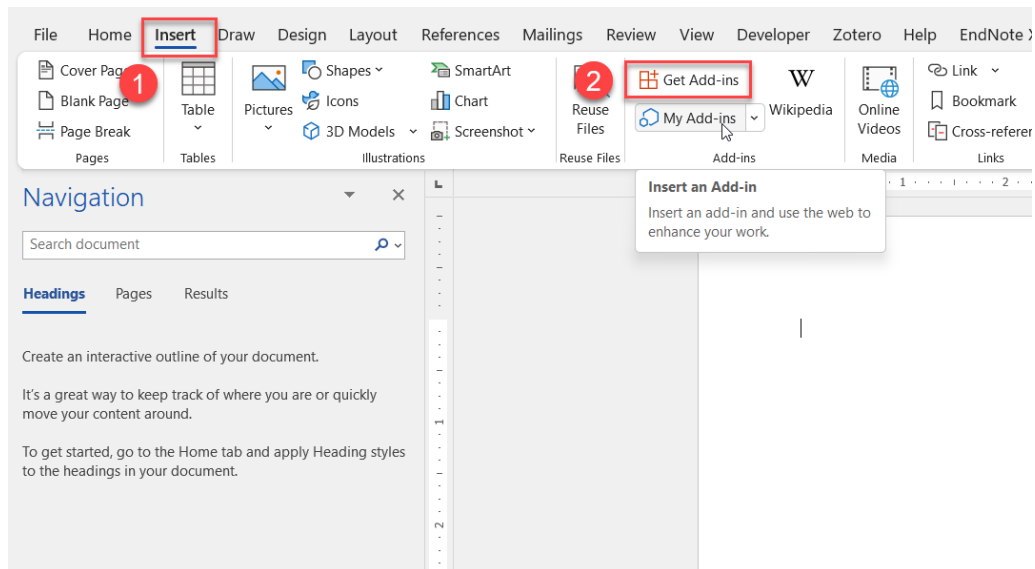 File Home Insert Draw Design Layout References Mailings Review View Developer Zotero Help EndNote X
Cover Pag
Blank Page
Page Break
Pages
1
Table
Tables
Pictures
Shapes
Icons
3D Models
SmartArt
Chart
Screenshot
Illustrations
2
Reuse
Files
Reuse Files
Get Add-ins
My Add-ins
W
Wikipedia
Add-ins
Online
Videos
Media
Link
Bookmark
Cross-referen
Links
Navigation
Search document
Headings Pages Results
Create an interactive outline of your document.
It's a great way to keep track of where you are or quickly
move your content around.
To get started, go to the Home tab and apply Heading styles
to the headings in your document.
Insert an Add-in
Insert an add-in and use the web to
enhance your work.
L
1 2
1
2